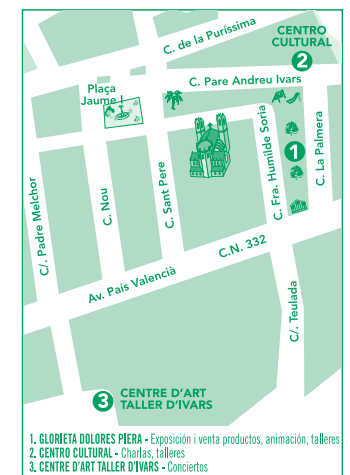 C. de la Puríssima
CENTRO
CULTURAL
2
C. Pare Andreu Ivars
Plaça
Jaume I
C/. Padre Melchor
C. Nou
C. Sant Pere
C. Fra. Humilde Soria
1
C. La Palmera
C.N. 332
Av. País Valencià
C/. Teulada
3 CENTRE D'ART
TALLER D'IVARS
1. GLORIETA DOLORES PIERA - Exposición i venta productos, animación, talleres
2. CENTRO CULTURAL - Charlas, talleres
3. CENTRE D'ART TALLER D'IVARS - Conciertos